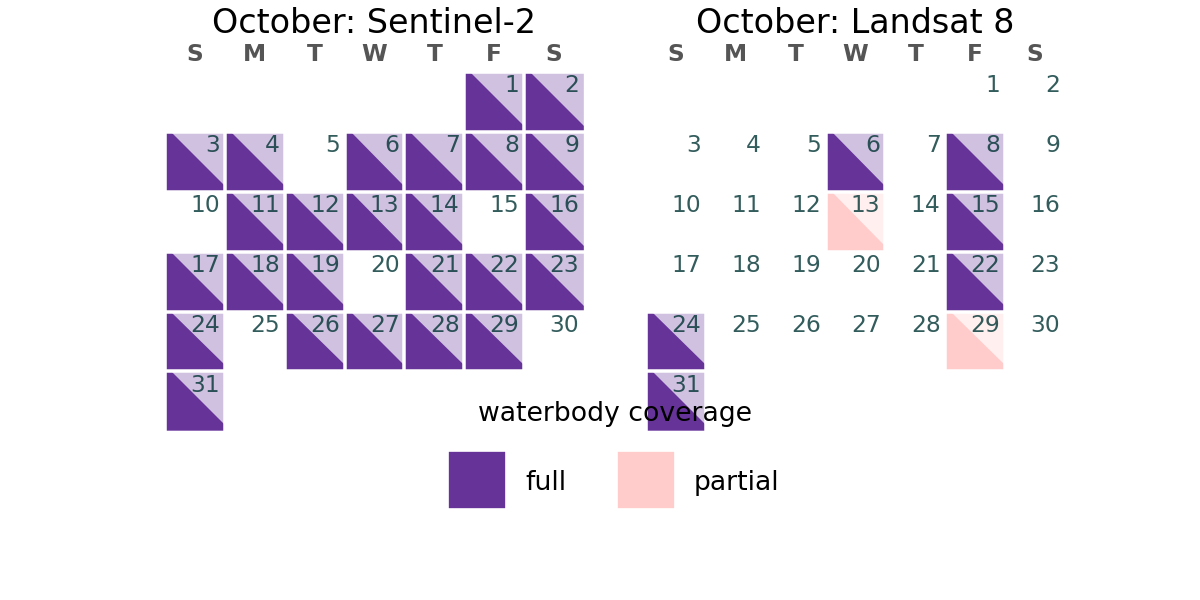 October: Sentinel-2
S M T W T F S
1 2
3 4 5 6 7 8 9
10 11 12 13 14 15 16
17 18 19 20 21 22 23
24 25 26 27 28 29 30
31
October: Landsat 8
S M T W T F S
1 2
3 4 5 6 7 8 9
10 11 12 13 14 15 16
17 18 19 20 21 22 23
24 25 26 27 28 29 30
31
waterbody coverage
full
partial